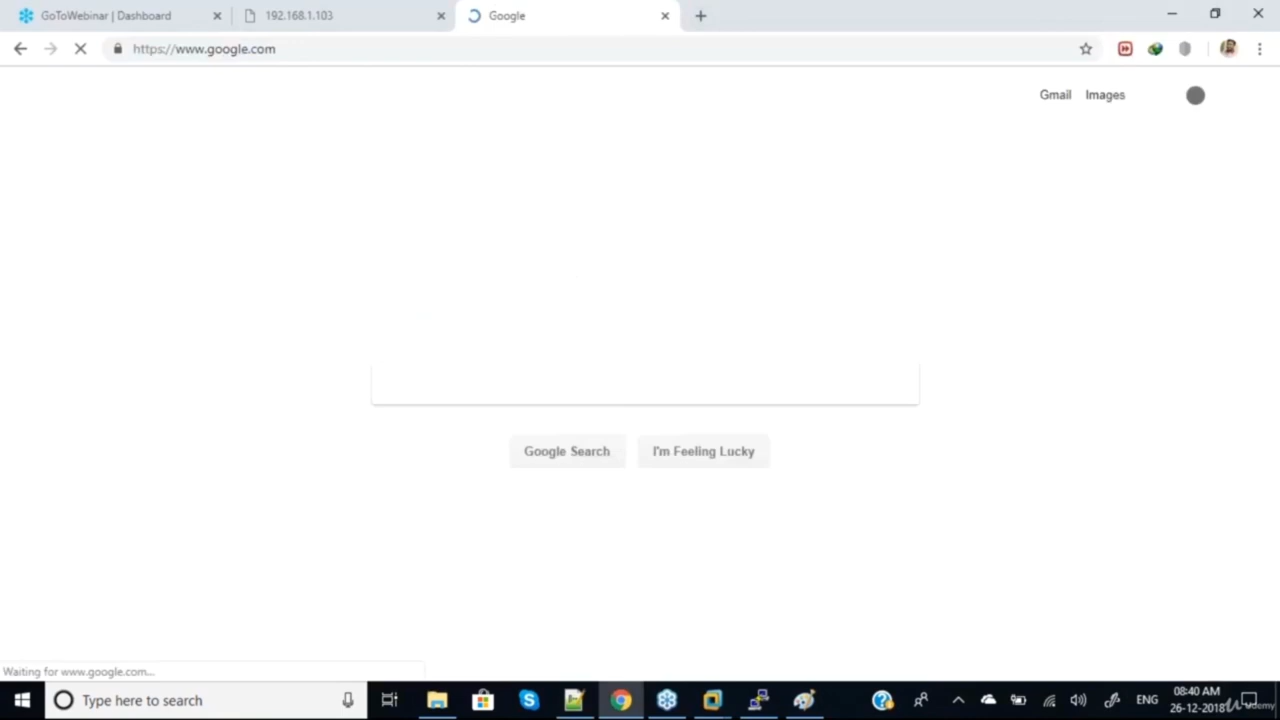 GoToWebinar | Dashboard
192.168.1.103
Google
https://www.google.com
Gmail Images
Google Search
I'm Feeling Lucky
Waiting for www.google.com...
Type here to search
ENG
08:40 AM
26-12-2018
Udemy